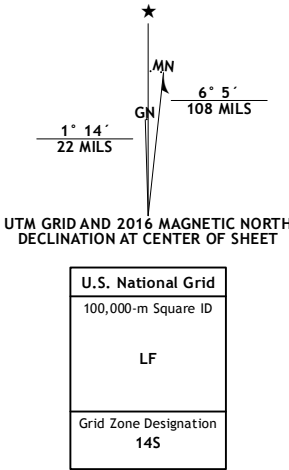 ★
MN
GN
6° 5´
108 MILS
1° 14´
22 MILS
UTM GRID AND 2016 MAGNETIC NORTH
DECLINATION AT CENTER OF SHEET
U.S. National Grid
100,000-m Square ID
LF
Grid Zone Designation
14S